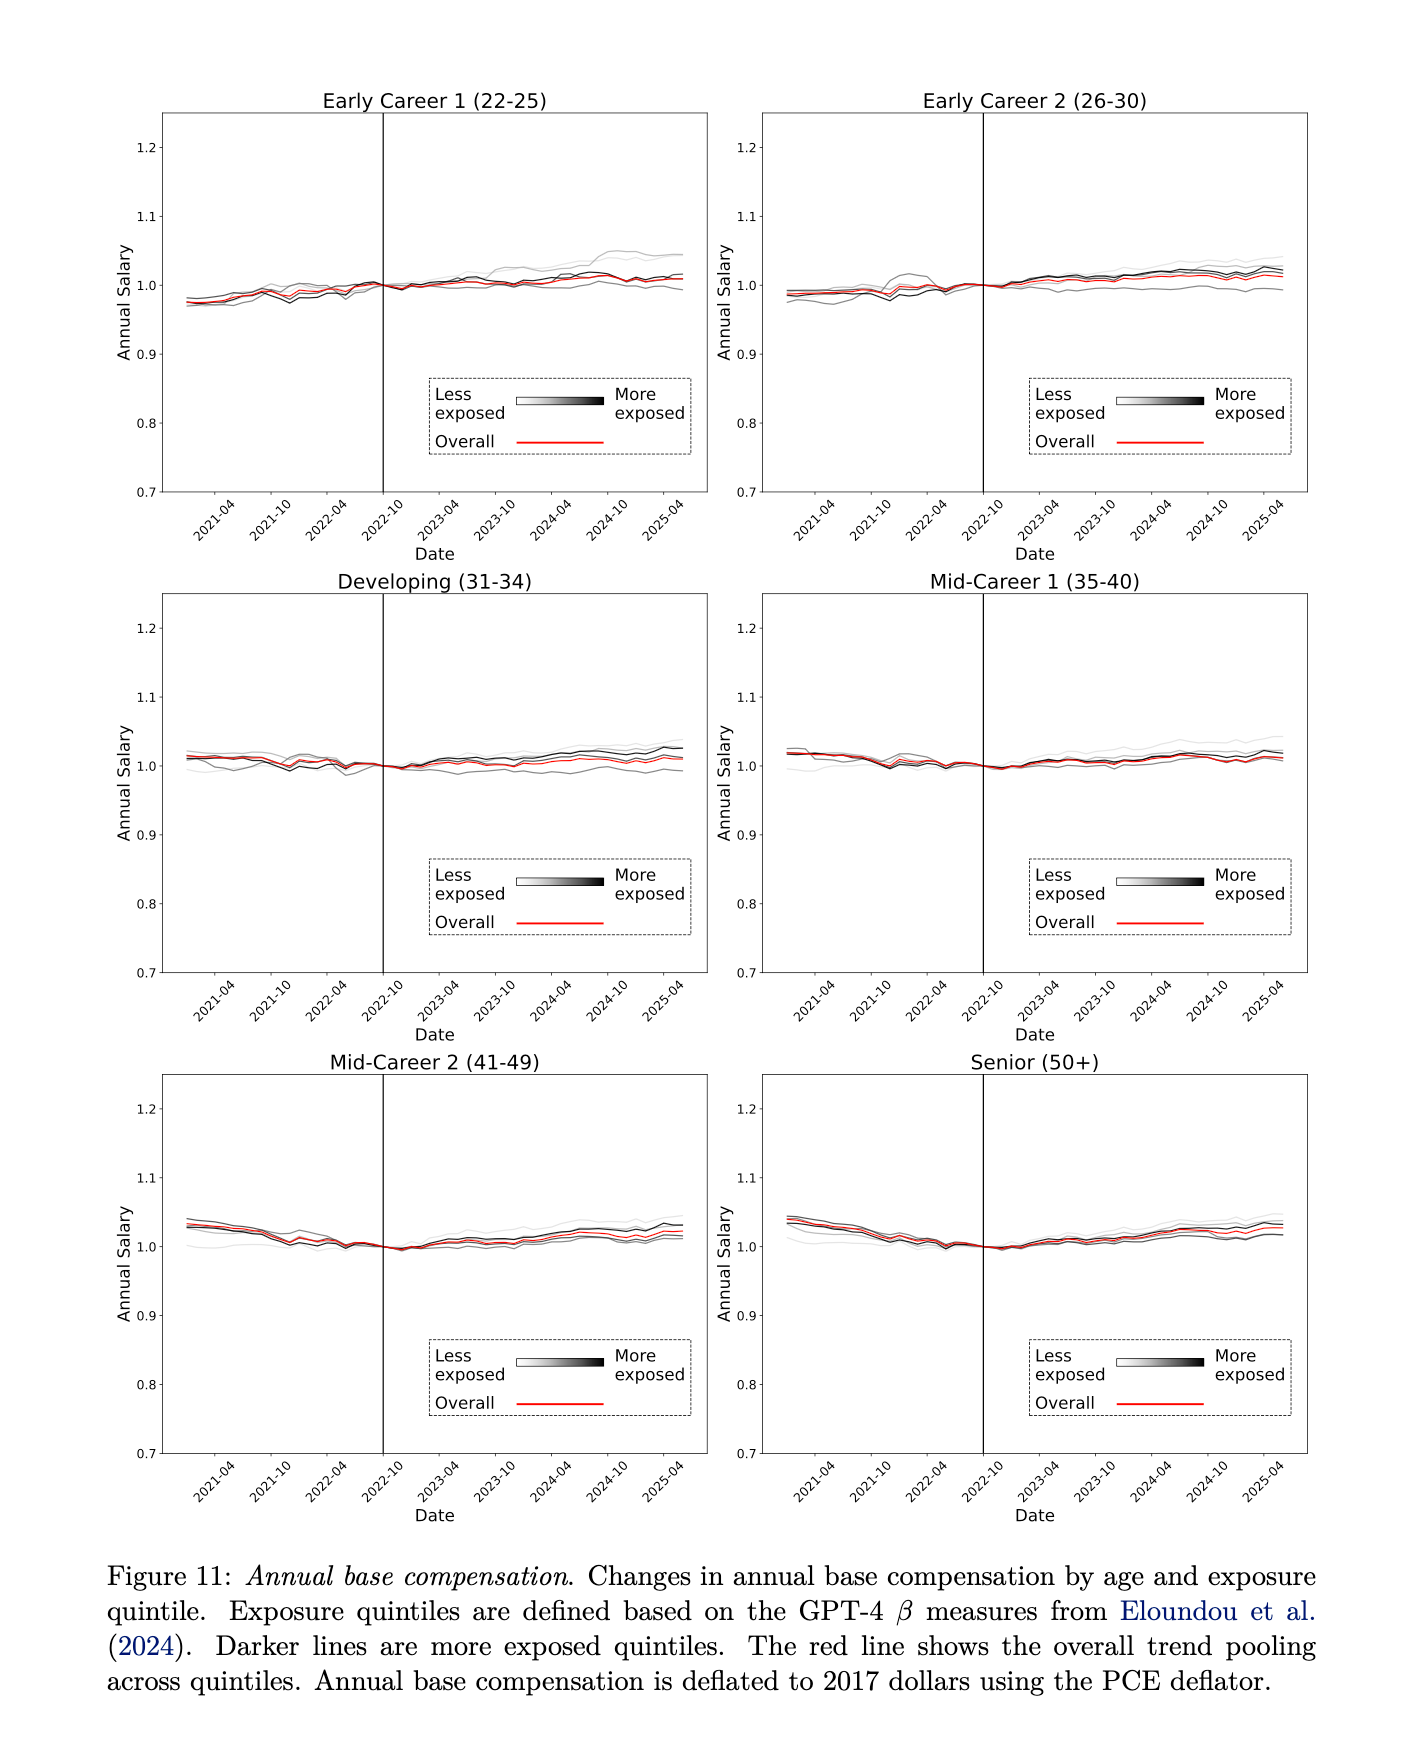 Early Career 1 (22-25)
Annual Salary
1.2
1.1
1.0
0.9
0.8
0.7
Less exposed
More exposed
Overall
2021-04
2021-10
2022-04
2022-10
2023-04
2023-10
2024-04
2024-10
2025-04
Date
Early Career 2 (26-30)
Annual Salary
1.2
1.1
1.0
0.9
0.8
0.7
Less exposed
More exposed
Overall
2021-04
2021-10
2022-04
2022-10
2023-04
2023-10
2024-04
2024-10
2025-04
Date
Developing (31-34)
Annual Salary
1.2
1.1
1.0
0.9
0.8
0.7
Less exposed
More exposed
Overall
2021-04
2021-10
2022-04
2022-10
2023-04
2023-10
2024-04
2024-10
2025-04
Date
Mid-Career 1 (35-40)
Annual Salary
1.2
1.1
1.0
0.9
0.8
0.7
Less exposed
More exposed
Overall
2021-04
2021-10
2022-04
2022-10
2023-04
2023-10
2024-04
2024-10
2025-04
Date
Mid-Career 2 (41-49)
Annual Salary
1.2
1.1
1.0
0.9
0.8
0.7
Less exposed
More exposed
Overall
2021-04
2021-10
2022-04
2022-10
2023-04
2023-10
2024-04
2024-10
2025-04
Date
Senior (50+)
Annual Salary
1.2
1.1
1.0
0.9
0.8
0.7
Less exposed
More exposed
Overall
2021-04
2021-10
2022-04
2022-10
2023-04
2023-10
2024-04
2024-10
2025-04
Date
Figure 11: Annual base compensation. Changes in annual base compensation by age and exposure
quintile. Exposure quintiles are defined based on the GPT-4 β measures from Eloundou et al.
(2024). Darker lines are more exposed quintiles. The red line shows the overall trend pooling
across quintiles. Annual base compensation is deflated to 2017 dollars using the PCE deflator.